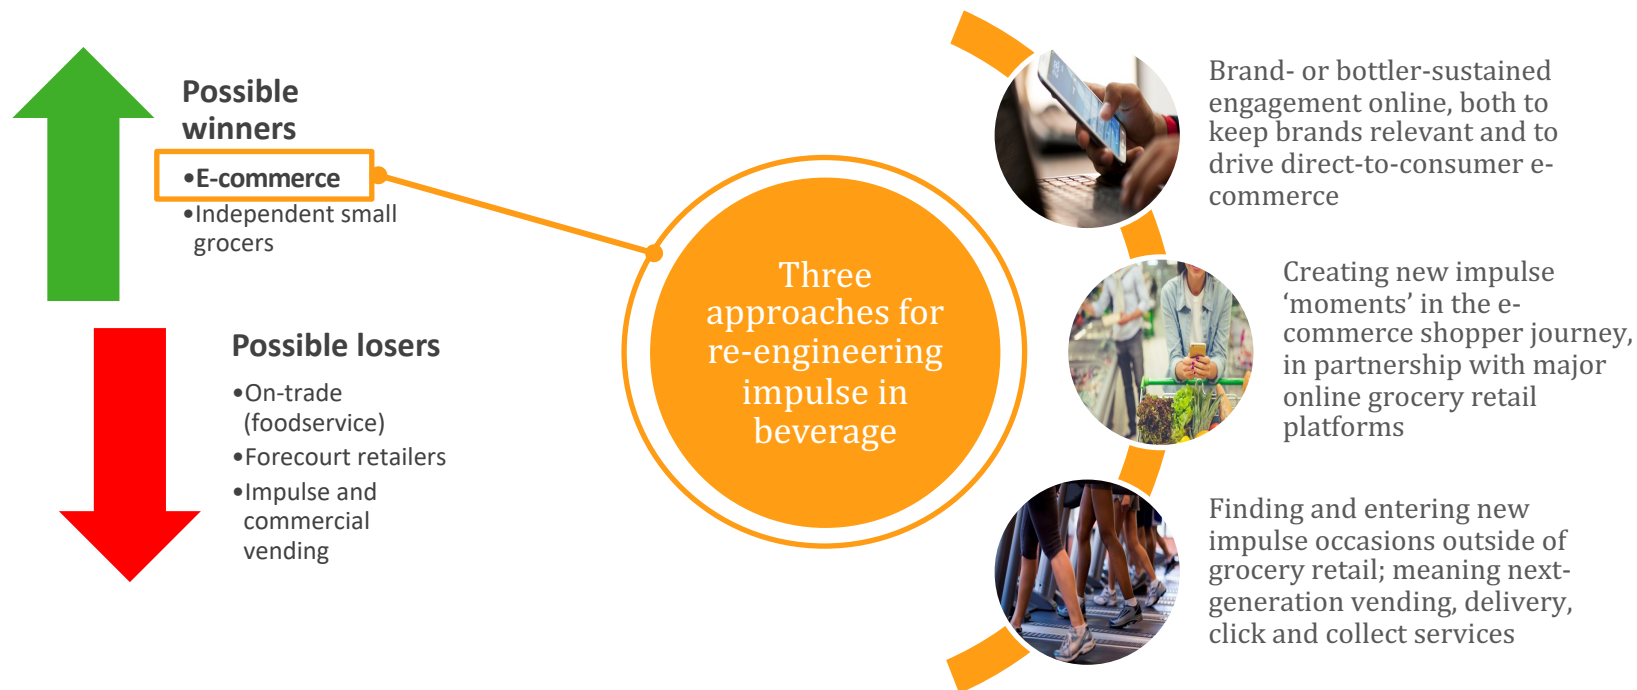 Possible
winners
•E-commerce
•Independent small
grocers
Possible losers
•On-trade
(foodservice)
•Forecourt retailers
•Impulse and
commercial
vending
Three
approaches for
re-engineering
impulse in
beverage
Brand- or bottler-sustained
engagement online, both to
keep brands relevant and to
drive direct-to-consumer e-
commerce
Creating new impulse
‘moments’ in the e-
commerce shopper journey,
in partnership with major
online grocery retail
platforms
Finding and entering new
impulse occasions outside of
grocery retail; meaning next-
generation vending, delivery,
click and collect services